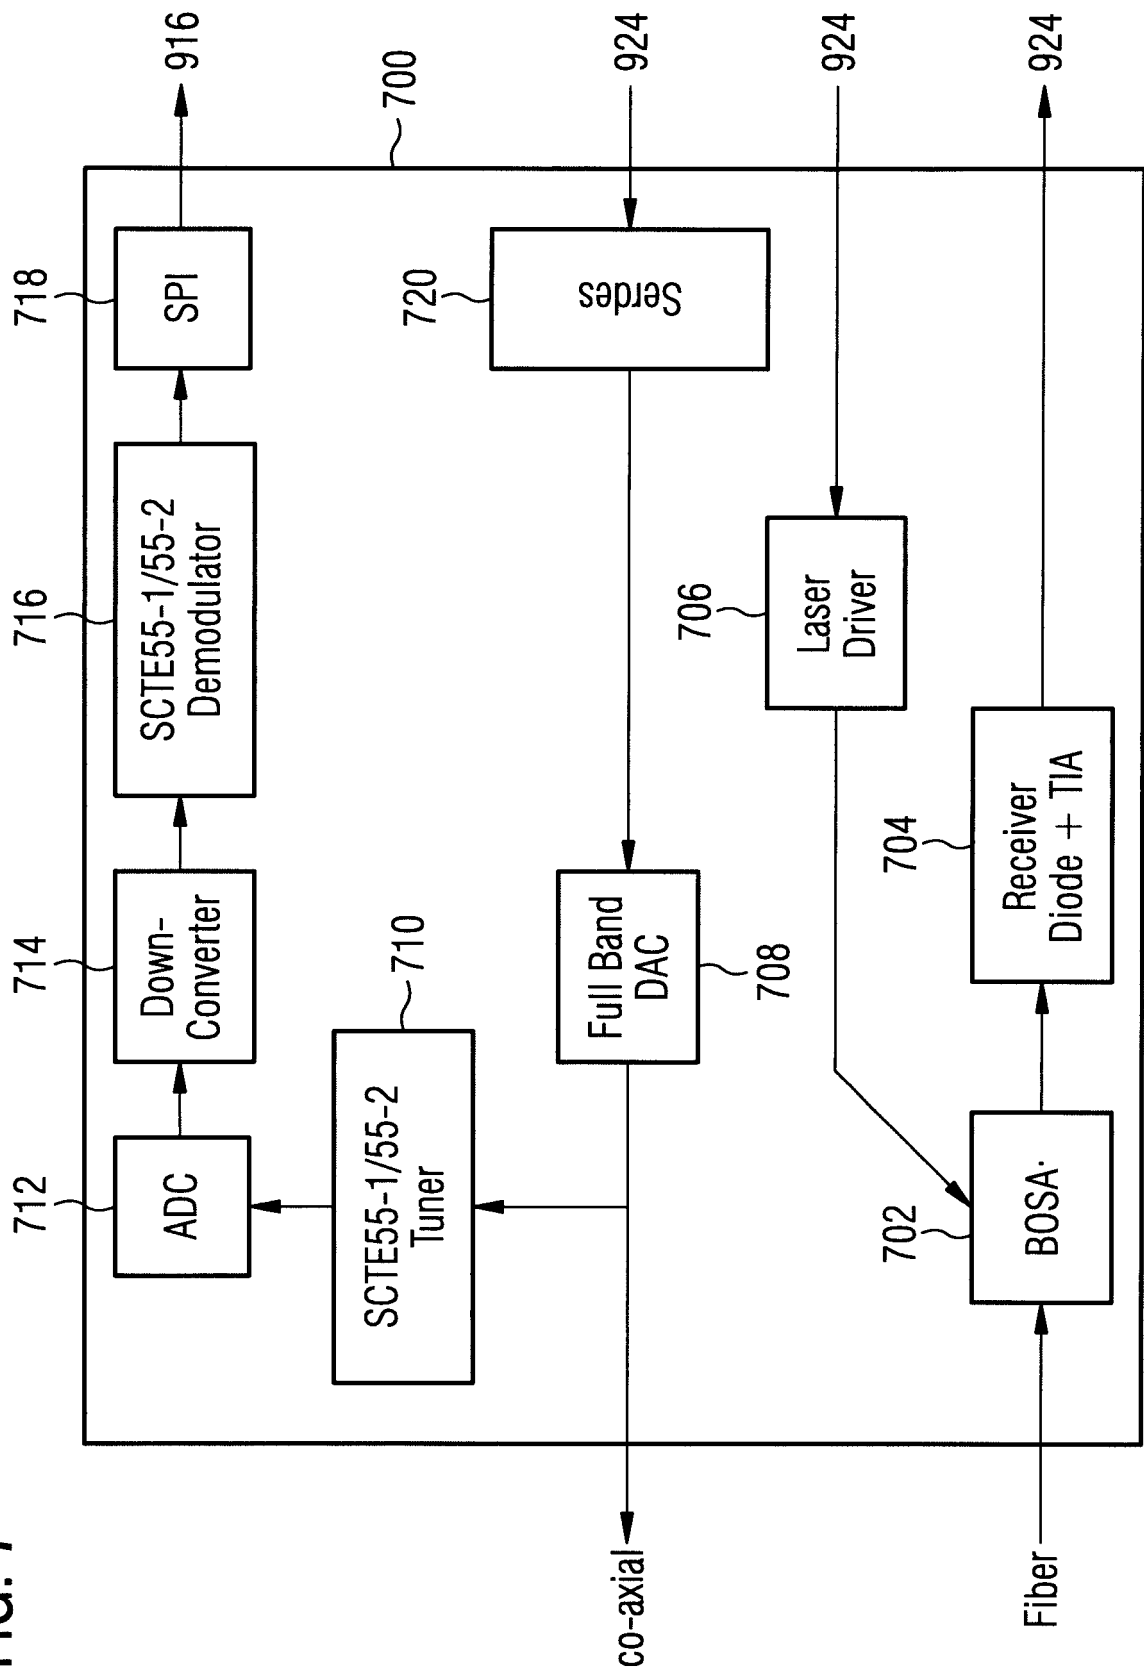 FIG. 7
700
916
924
924
924
718
SPI
716
SCTE55-1/55-2
Demodulator
714
Down-
Converter
712
ADC
710
SCTE55-1/55-2
Tuner
720
Serdes
Full Band
DAC
708
706
Laser
Driver
704
Receiver
Diode + TIA
702
BOSA.
co-axial
Fiber